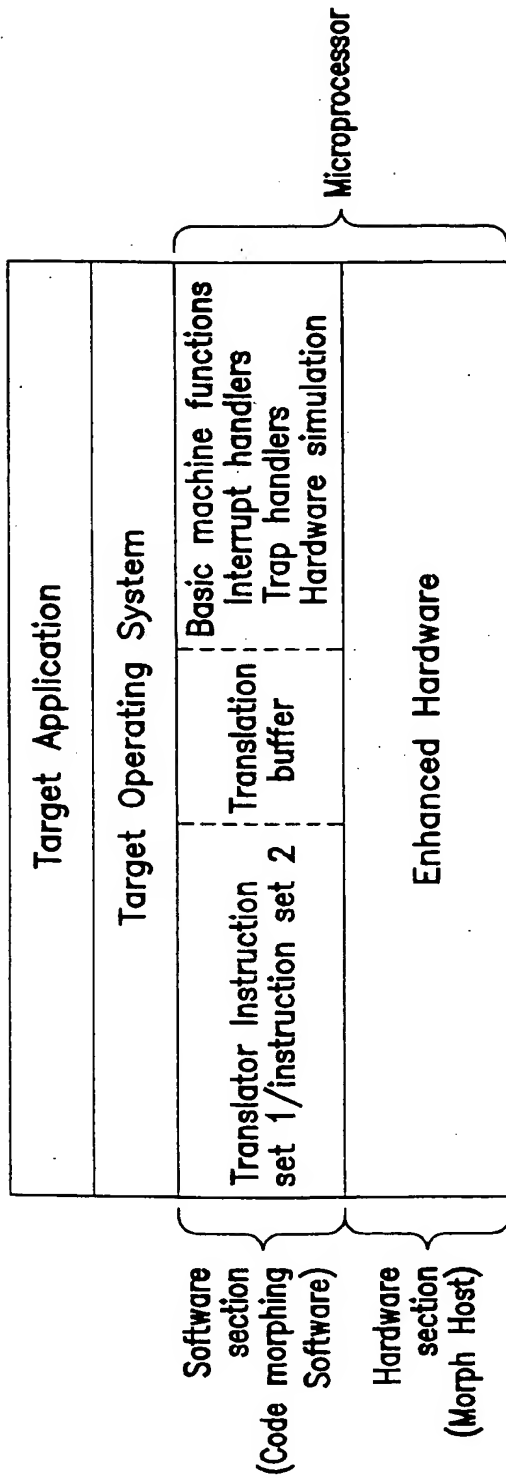 Target Application
Target Operating System
Software
section
(Code morphing
Software)
Translator Instruction
set 1/instruction set 2
Translation
buffer
Basic machine functions
Interrupt handlers
Trap handlers
Hardware simulation
Microprocessor
Hardware
section
(Morph Host)
Enhanced Hardware